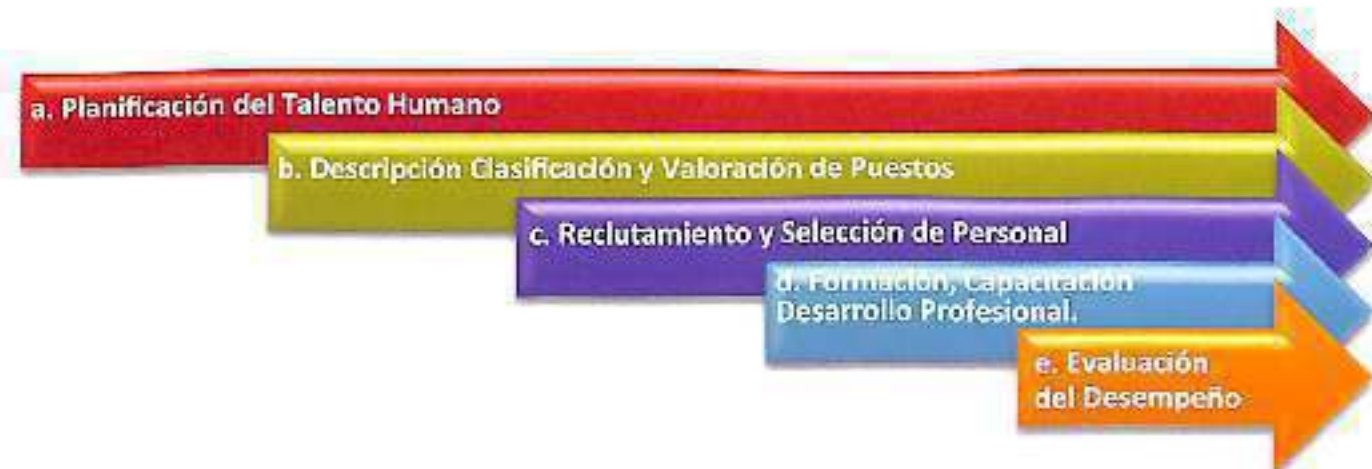 a. Planificación del Talento Humano
b. Descripción Clasificación y Valoración de Puestos
c. Reclutamiento y Selección de Personal
d. Formación, Capacitación
Desarrollo Profesional.
e. Evaluación
del Desempeño